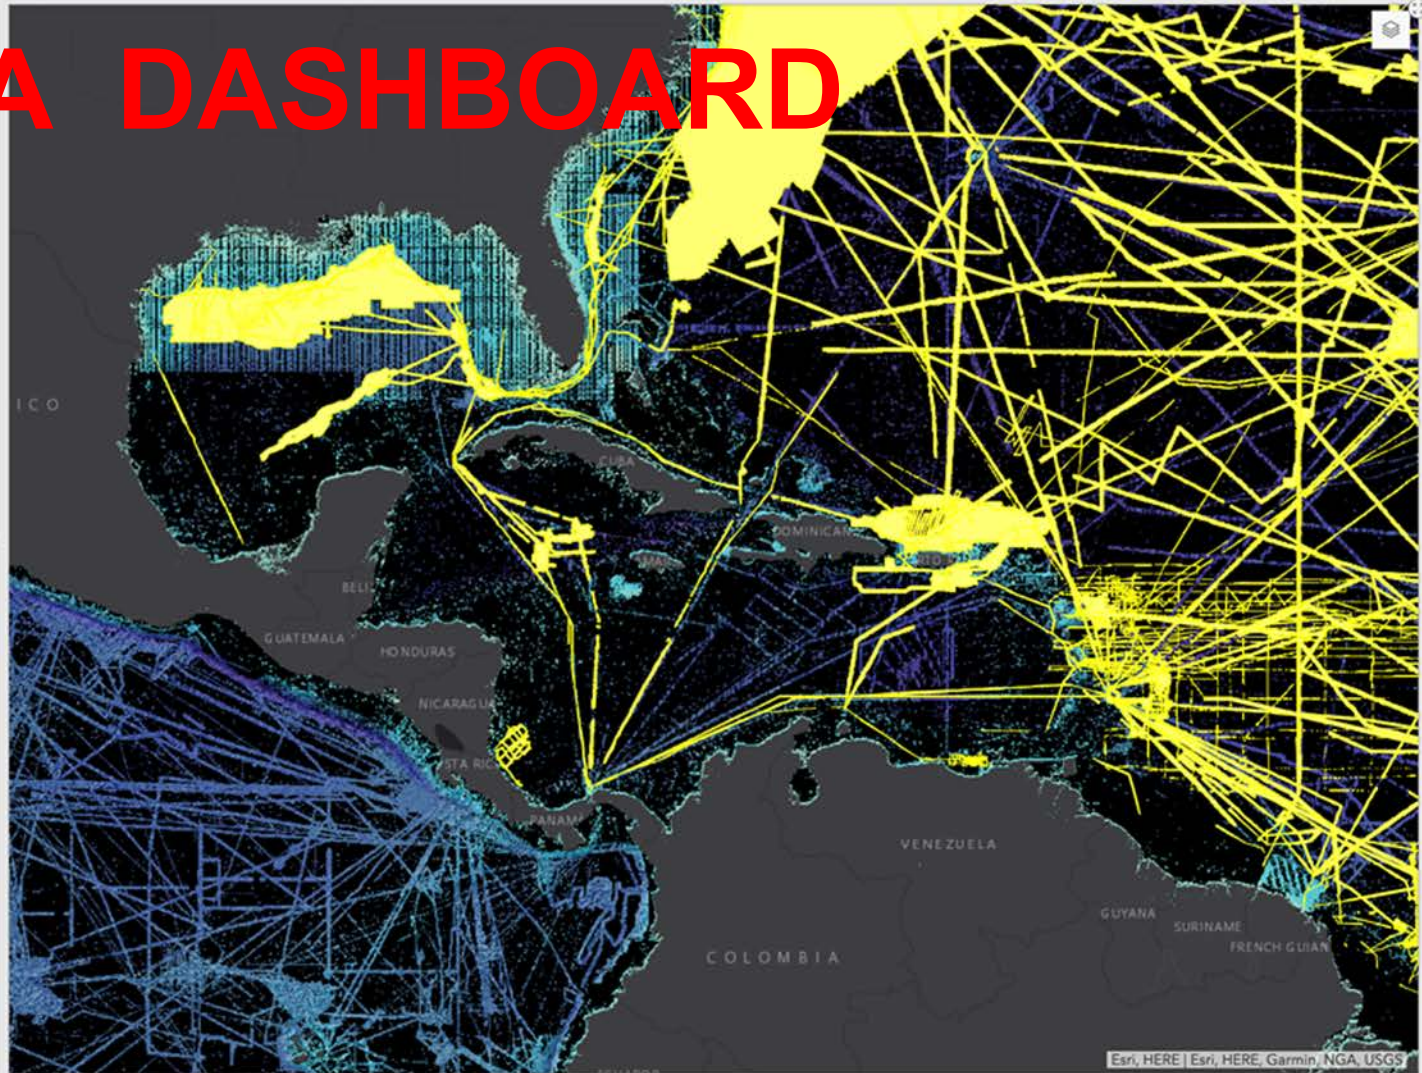 A DASHBOARD
ICO
CUBA
DOMINICAN
BELI
GUATEMALA
HONDURAS
NICARAGUA
STA RIC
PANAMA
VENEZUELA
GUYANA
SURINAME
FRENCH GUIAN
COLOMBIA
Esri, HERE | Esri, HERE, Garmin, NGA, USGS